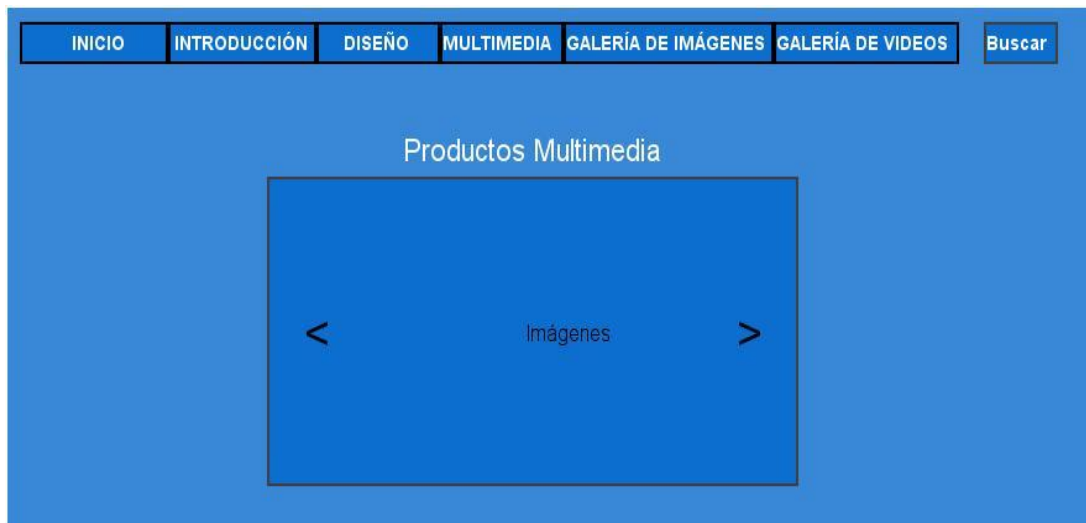 INICIO INTRODUCCIÓN DISEÑO MULTIMEDIA GALERÍA DE IMÁGENES GALERÍA DE VIDEOS Buscar
Productos Multimedia
< Imágenes >